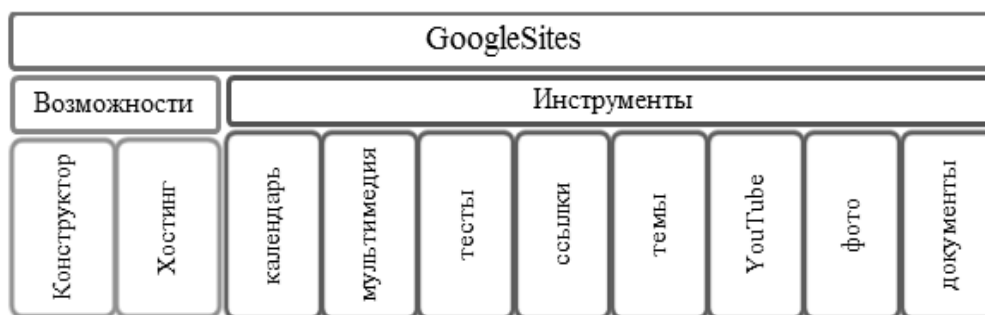 GoogleSites
Возможности
Инструменты
Конструктор
Хостинг
календарь
мультимедия
тесты
ссылки
темы
YouTube
фото
документы